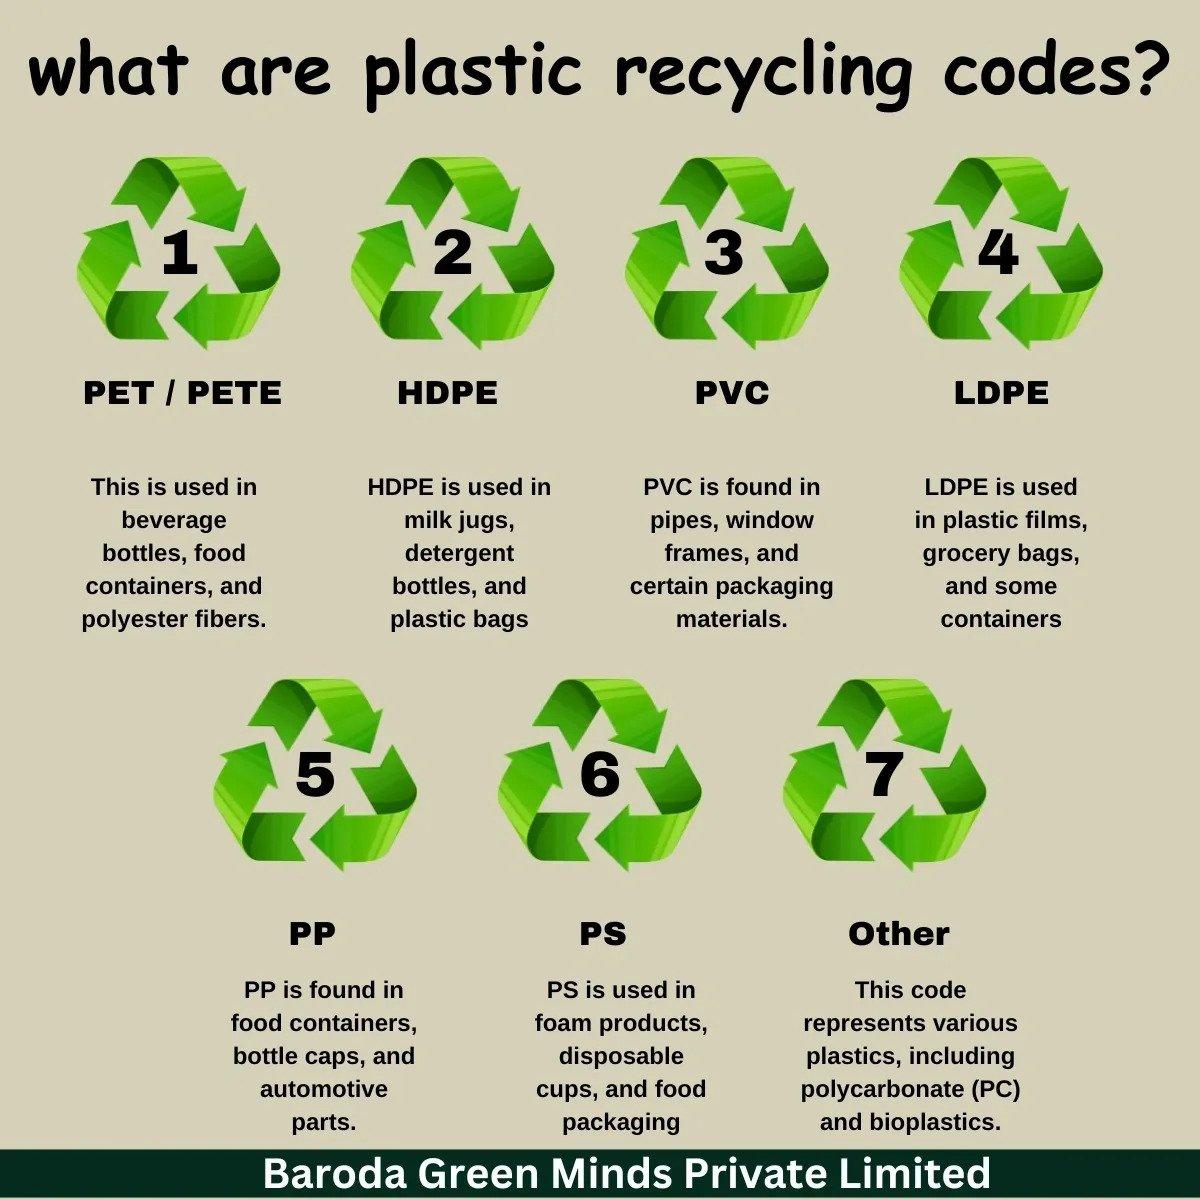 what are plastic recycling codes?
1
PET / PETE
This is used in
beverage
bottles, food
containers, and
polyester fibers.
2
HDPE
HDPE is used in
milk jugs,
detergent
bottles, and
plastic bags
3
PVC
PVC is found in
pipes, window
frames, and
certain packaging
materials.
4
LDPE
LDPE is used
in plastic films,
grocery bags,
and some
containers
5
PP
PP is found in
food containers,
bottle caps, and
automotive
parts.
6
PS
PS is used in
foam products,
disposable
cups, and food
packaging
7
Other
This code
represents various
plastics, including
polycarbonate (PC)
and bioplastics.
Baroda Green Minds Private Limited